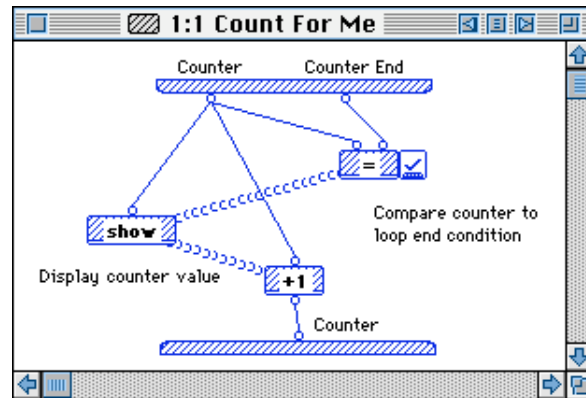 1:1 Count For Me
Counter Counter End
=
Compare counter to
loop end condition
show
Display counter value
+1
Counter